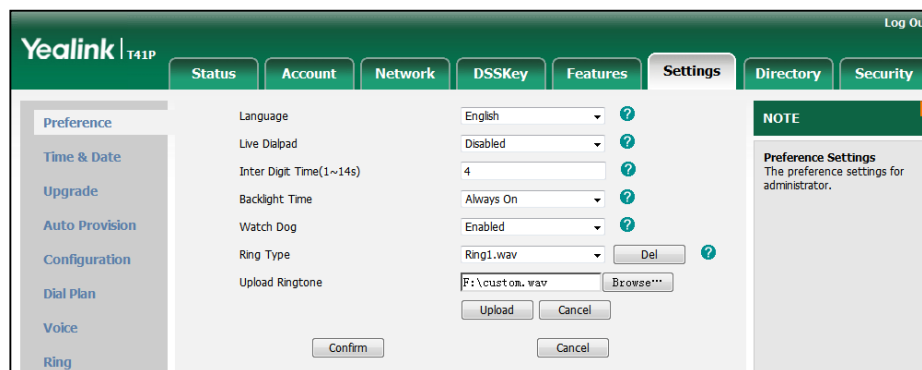 Log Ou
Yealink | T41P
Status Account Network DSSKey Features Settings Directory Security
Preference
Time & Date
Upgrade
Auto Provision
Configuration
Dial Plan
Voice
Ring
Language English ?
Live Dialpad Disabled ?
Inter Digit Time(1~14s) 4 ?
Backlight Time Always On ?
Watch Dog Enabled ?
Ring Type Ring1.wav Del ?
Upload Ringtone F:\custom.wav Browse...
Upload Cancel
Confirm Cancel
NOTE
Preference Settings
The preference settings for
administrator.